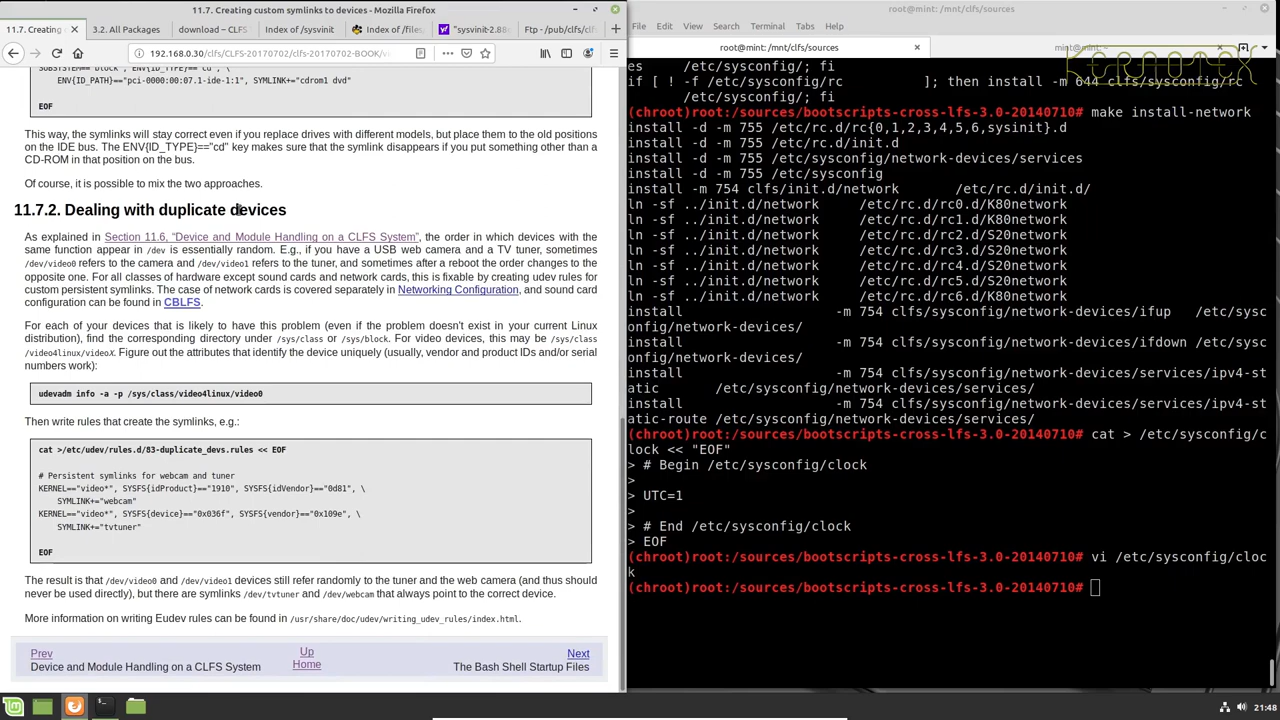 11.7. Creating custom symlinks to devices - Mozilla Firefox
11.7. Creating
3.2. All Packages
download – CLFS
Index of /sysvinit
Index of /files
"sysvinit-2.88
Ftp - /pub/clfs/c
192.168.0.30/clfs/CLFS-20170702/clfs-20170702-BOOK/v
SUBSYSTEM=="block", ENV{ID_TYPE}=="cd", \
ENV{ID_PATH}=="pci-0000:00:07.1-ide-1:1", SYMLINK+="cdrom1 dvd"
EOF
This way, the symlinks will stay correct even if you replace drives with different models, but place them to the old positions
on the IDE bus. The ENV{ID_TYPE}=="cd" key makes sure that the symlink disappears if you put something other than a
CD-ROM in that position on the bus.
Of course, it is possible to mix the two approaches.
11.7.2. Dealing with duplicate devices
As explained in Section 11.6, “Device and Module Handling on a CLFS System”, the order in which devices with the
same function appear in /dev is essentially random. E.g., if you have a USB web camera and a TV tuner, sometimes
/dev/video0 refers to the camera and /dev/video1 refers to the tuner, and sometimes after a reboot the order changes to the
opposite one. For all classes of hardware except sound cards and network cards, this is fixable by creating udev rules for
custom persistent symlinks. The case of network cards is covered separately in Networking Configuration, and sound card
configuration can be found in CBLFS.
For each of your devices that is likely to have this problem (even if the problem doesn't exist in your current Linux
distribution), find the corresponding directory under /sys/class or /sys/block. For video devices, this may be /sys/class
/video4linux/videoX. Figure out the attributes that identify the device uniquely (usually, vendor and product IDs and/or serial
numbers work):
udevadm info -a -p /sys/class/video4linux/video0
Then write rules that create the symlinks, e.g.:
cat >/etc/udev/rules.d/83-duplicate_devs.rules << EOF
# Persistent symlinks for webcam and tuner
KERNEL=="video*", SYSFS{idProduct}=="1910", SYSFS{idVendor}=="0d81", \
SYMLINK+="webcam"
KERNEL=="video*", SYSFS{device}=="0x036f", SYSFS{vendor}=="0x109e", \
SYMLINK+="tvtuner"
EOF
The result is that /dev/video0 and /dev/video1 devices still refer randomly to the tuner and the web camera (and thus should
never be used directly), but there are symlinks /dev/tvtuner and /dev/webcam that always point to the correct device.
More information on writing Eudev rules can be found in /usr/share/doc/udev/writing_udev_rules/index.html.
Prev
Up
Next
Device and Module Handling on a CLFS System
Home
The Bash Shell Startup Files
root@mint: /mnt/clfs/sources
File Edit View Search Terminal Tabs Help
root@mint: /mnt/clfs/sources
root@mint: ~
KERNOTEX
es     /etc/sysconfig/; fi
if [ ! -f /etc/sysconfig/rc          ]; then install -m 644 clfs/sysconfig/rc
       /etc/sysconfig/; fi
(chroot)root:/sources/bootscripts-cross-lfs-3.0-20140710# make install-network
install -d -m 755 /etc/rc.d/rc{0,1,2,3,4,5,6,sysinit}.d
install -d -m 755 /etc/rc.d/init.d
install -d -m 755 /etc/sysconfig/network-devices/services
install -d -m 755 /etc/sysconfig
install -m 754 clfs/init.d/network       /etc/rc.d/init.d/
ln -sf ../init.d/network     /etc/rc.d/rc0.d/K80network
ln -sf ../init.d/network     /etc/rc.d/rc1.d/K80network
ln -sf ../init.d/network     /etc/rc.d/rc2.d/K80network
ln -sf ../init.d/network     /etc/rc.d/rc3.d/S20network
ln -sf ../init.d/network     /etc/rc.d/rc4.d/S20network
ln -sf ../init.d/network     /etc/rc.d/rc5.d/S20network
ln -sf ../init.d/network     /etc/rc.d/rc6.d/K80network
install                    -m 754 clfs/sysconfig/network-devices/ifup   /etc/sysc
onfig/network-devices/
install                    -m 754 clfs/sysconfig/network-devices/ifdown /etc/sysc
onfig/network-devices/
install                    -m 754 clfs/sysconfig/network-devices/services/ipv4-st
atic       /etc/sysconfig/network-devices/services/
install                    -m 754 clfs/sysconfig/network-devices/services/ipv4-st
atic-route /etc/sysconfig/network-devices/services/
(chroot)root:/sources/bootscripts-cross-lfs-3.0-20140710# cat > /etc/sysconfig/c
lock << "EOF"
> # Begin /etc/sysconfig/clock
>
> UTC=1
>
> # End /etc/sysconfig/clock
> EOF
(chroot)root:/sources/bootscripts-cross-lfs-3.0-20140710# vi /etc/sysconfig/cloc
k
(chroot)root:/sources/bootscripts-cross-lfs-3.0-20140710#
21:48